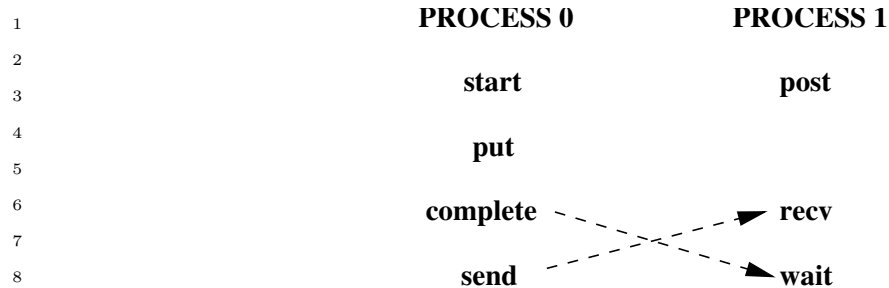 1 PROCESS 0 PROCESS 1
2
start post
3
4
put
5
6 complete recv
7
8 send wait